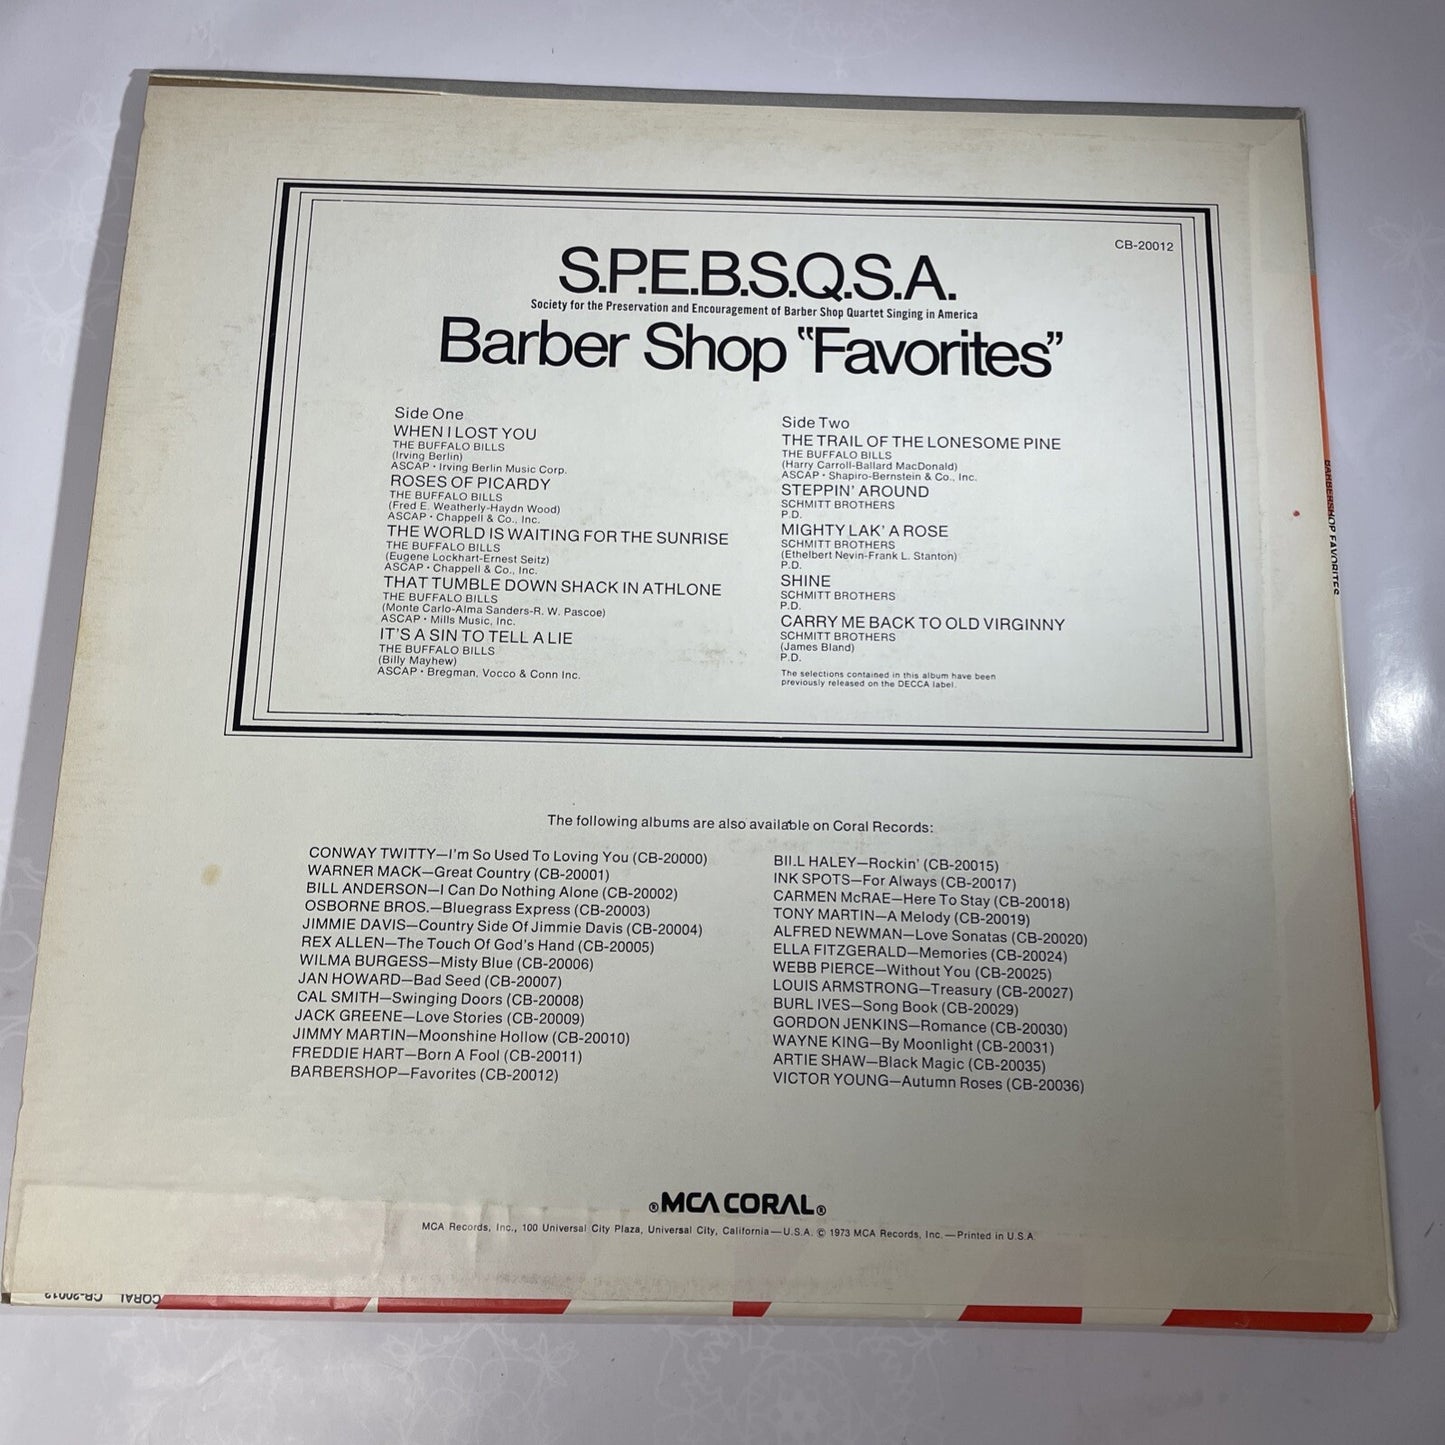 CB-20012
S.P.E.B.S.Q.S.A.
Society for the Preservation and Encouragement of Barber Shop Quartet Singing in America
Barber Shop "Favorites"
Side One
WHEN I LOST YOU
THE BUFFALO BILLS
(Irving Berlin)
ASCAP • Irving Berlin Music Corp.
ROSES OF PICARDY
THE BUFFALO BILLS
(Fred E. Weatherly-Haydn Wood)
ASCAP • Chappell & Co., Inc.
THE WORLD IS WAITING FOR THE SUNRISE
THE BUFFALO BILLS
(Eugene Lockhart-Ernest Seitz)
ASCAP • Chappell & Co., Inc.
THAT TUMBLE DOWN SHACK IN ATHLONE
THE BUFFALO BILLS
(Monte Carlo-Alma Sanders-R. W. Pascoe)
ASCAP • Mills Music, Inc.
IT'S A SIN TO TELL A LIE
THE BUFFALO BILLS
(Billy Mayhew)
ASCAP • Bregman, Vocco & Conn Inc.
Side Two
THE TRAIL OF THE LONESOME PINE
THE BUFFALO BILLS
(Harry Carroll-Ballard MacDonald)
ASCAP • Shapiro-Bernstein & Co., Inc.
STEPPIN' AROUND
SCHMITT BROTHERS
P.D.
MIGHTY LAK' A ROSE
SCHMITT BROTHERS
(Ethelbert Nevin-Frank L. Stanton)
P.D.
SHINE
SCHMITT BROTHERS
P.D.
CARRY ME BACK TO OLD VIRGINNY
SCHMITT BROTHERS
(James Bland)
P.D.
The selections contained in this album have been
previously released on the DECCA label.
The following albums are also available on Coral Records:
CONWAY TWITTY—I'm So Used To Loving You (CB-20000)
WARNER MACK—Great Country (CB-20001)
BILL ANDERSON—I Can Do Nothing Alone (CB-20002)
OSBORNE BROS.—Bluegrass Express (CB-20003)
JIMMIE DAVIS—Country Side Of Jimmie Davis (CB-20004)
REX ALLEN—The Touch Of God's Hand (CB-20005)
WILMA BURGESS—Misty Blue (CB-20006)
JAN HOWARD—Bad Seed (CB-20007)
CAL SMITH—Swinging Doors (CB-20008)
JACK GREENE—Love Stories (CB-20009)
JIMMY MARTIN—Moonshine Hollow (CB-20010)
FREDDIE HART—Born A Fool (CB-20011)
BARBERSHOP—Favorites (CB-20012)
BILL HALEY—Rockin' (CB-20015)
INK SPOTS—For Always (CB-20017)
CARMEN McRAE—Here To Stay (CB-20018)
TONY MARTIN—A Melody (CB-20019)
ALFRED NEWMAN—Love Sonatas (CB-20020)
ELLA FITZGERALD—Memories (CB-20024)
WEBB PIERCE—Without You (CB-20025)
LOUIS ARMSTRONG—Treasury (CB-20027)
BURL IVES—Song Book (CB-20029)
GORDON JENKINS—Romance (CB-20030)
WAYNE KING—By Moonlight (CB-20031)
ARTIE SHAW—Black Magic (CB-20035)
VICTOR YOUNG—Autumn Roses (CB-20036)
® MCA CORAL ®
MCA Records, Inc., 100 Universal City Plaza, Universal City, California—U.S.A. © 1973 MCA Records, Inc.—Printed in U.S.A.
BARBERSHOP FAVORITES
CORAL CB-20012